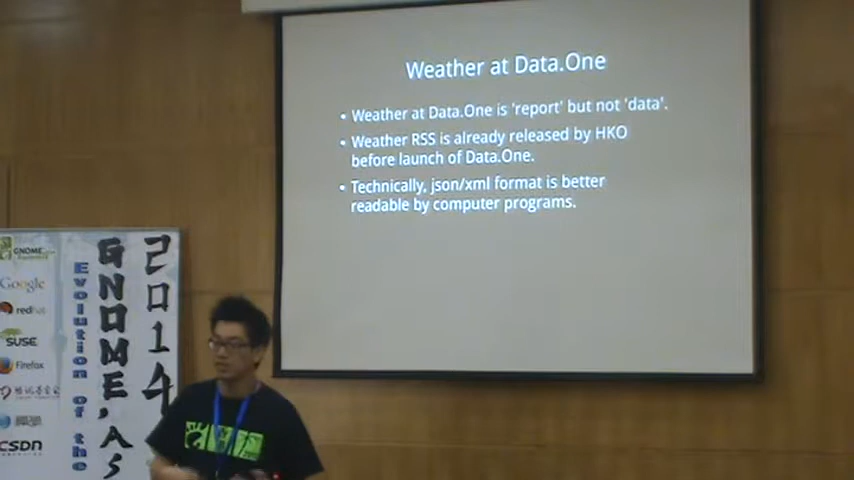 Weather at Data.One
• Weather at Data.One is 'report' but not 'data'.
• Weather RSS is already released by HKO
before launch of Data.One.
• Technically, json/xml format is better
readable by computer programs.
GNOME
Google
redhat
SUSE
Firefox
CSDN
Evolution of the
GNOME,AS
2014